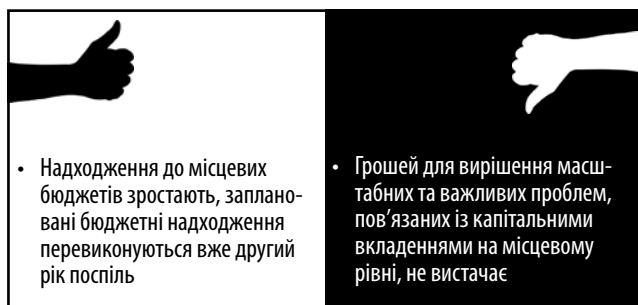 • Надходження до місцевих
бюджетів зростають, заплано-
вані бюджетні надходження
перевиконуються вже другий
рік поспіль
• Грошей для вирішення масш-
табних та важливих проблем,
пов’язаних із капітальними
вкладеннями на місцевому
рівні, не вистачає